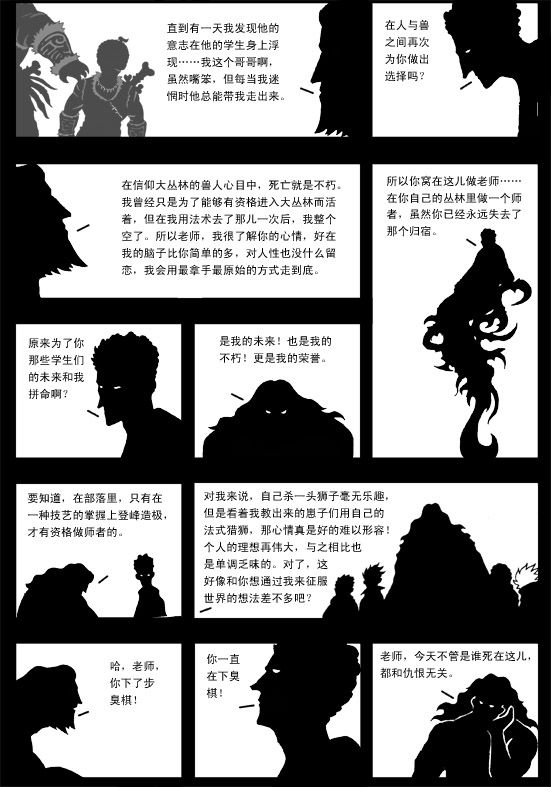 直到有一天我发现他的
意志在他的学生身上浮
现……我这个哥哥啊，
虽然嘴笨，但每当我迷
惘时他总能带我走出来。
在人与兽
之间再次
为你做出
选择吗？
在信仰大丛林的兽人心目中，死亡就是不朽。
我曾经只是为了能够有资格进入大丛林而活
着，但在我用法术去了那儿一次后，我整个
空了。所以老师，我很了解你的心情，好在
我的脑子比你简单的多，对人性也没什么留
恋，我会用最拿手最原始的方式走到底。
所以你窝在这儿做老师……
在你自己的丛林里做一个师
者，虽然你已经永远失去了
那个归宿。
原来为了你
那些学生们
的未来和我
拼命啊？
是我的未来！也是我的
不朽！更是我的荣誉。
要知道，在部落里，只有在
一种技艺的掌握上登峰造极，
才有资格做师者的。
对我来说，自己杀一头狮子毫无乐趣，
但是看着我教出来的崽子们用自己的
法式猎狮，那心情真是好的难以形容！
个人的理想再伟大，与之相比也
是单调乏味的。对了，这
好像和你想通过我来征服
世界的想法差不多吧？
哈，老师，
你下了步
臭棋！
你一直
在下臭
棋！
老师，今天不管是谁死在这儿，
都和仇恨无关。